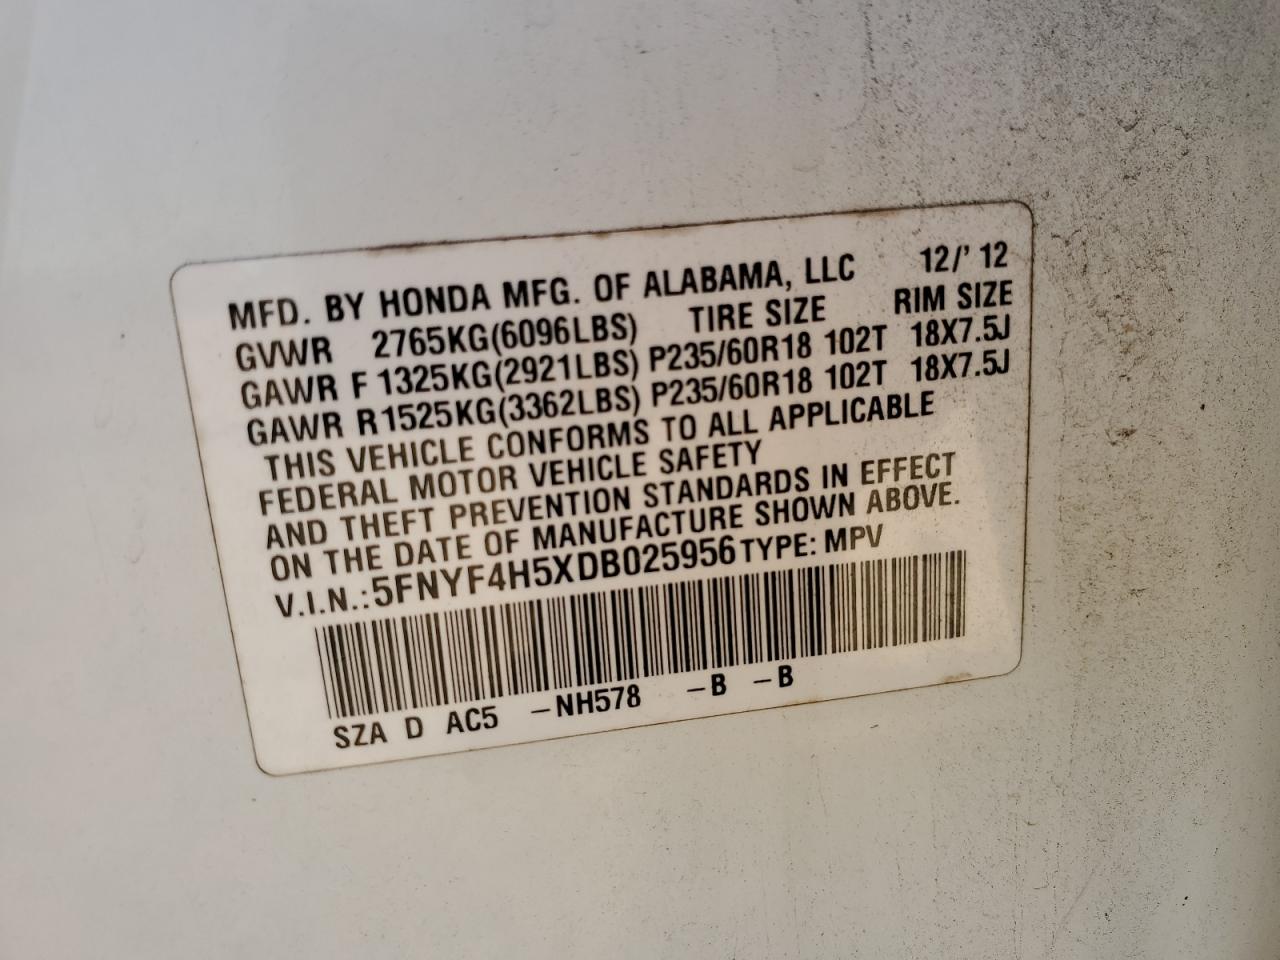 MFD. BY HONDA MFG. OF ALABAMA, LLC 12/'12
GVWR 2765KG(6096LBS) TIRE SIZE RIM SIZE
GAWR F 1325KG(2921LBS) P235/60R18 102T 18X7.5J
GAWR R1525KG(3362LBS) P235/60R18 102T 18X7.5J
THIS VEHICLE CONFORMS TO ALL APPLICABLE
FEDERAL MOTOR VEHICLE SAFETY
AND THEFT PREVENTION STANDARDS IN EFFECT
ON THE DATE OF MANUFACTURE SHOWN ABOVE.
V.I.N.:5FNYF4H5XDB025956 TYPE: MPV
SZA D AC5 -NH578 -B -B